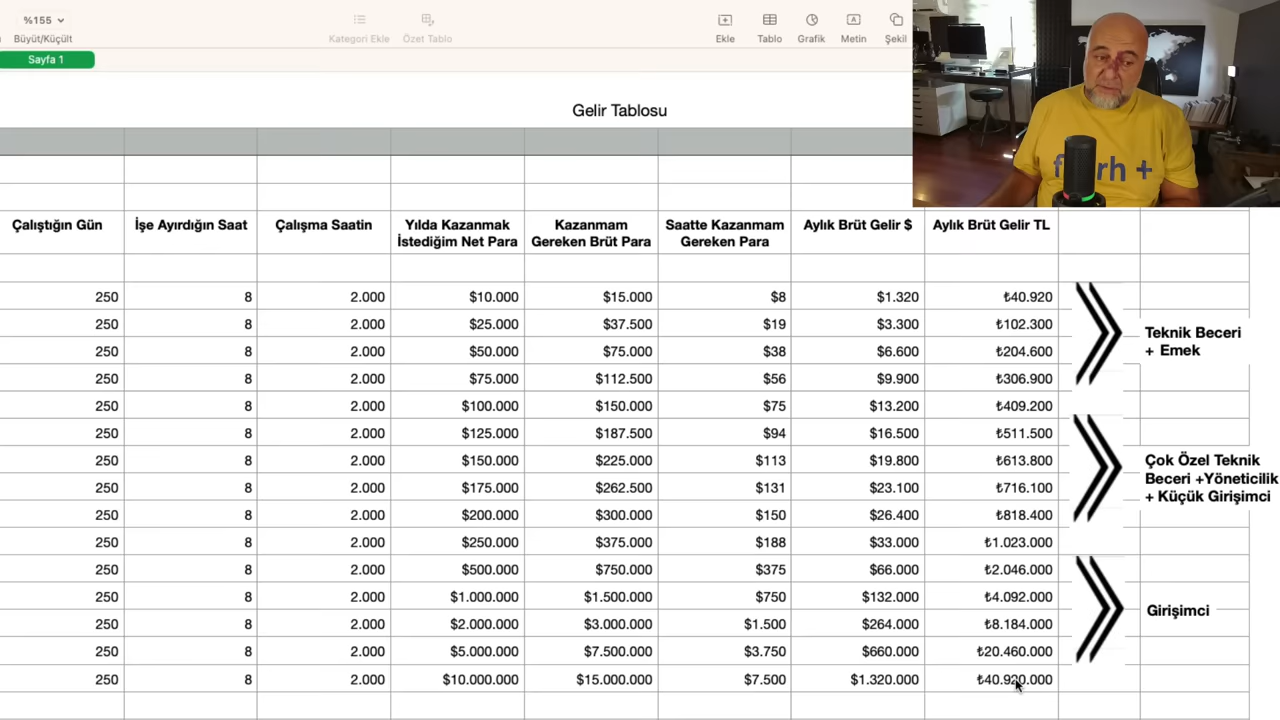 %155
Büyüt/Küçült
Kategori Ekle
Özet Tablo
Ekle
Tablo
Grafik
Metin
Şekil
Sayfa 1
Gelir Tablosu
Çalıştığın Gün İşe Ayırdığın Saat Çalışma Saatin Yılda Kazanmak İstediğim Net Para Kazanmam Gereken Brüt Para Saatte Kazanmam Gereken Para Aylık Brüt Gelir $ Aylık Brüt Gelir TL
250 8 2.000 $10.000 $15.000 $8 $1.320 ₺40.920
250 8 2.000 $25.000 $37.500 $19 $3.300 ₺102.300
250 8 2.000 $50.000 $75.000 $38 $6.600 ₺204.600
250 8 2.000 $75.000 $112.500 $56 $9.900 ₺306.900
250 8 2.000 $100.000 $150.000 $75 $13.200 ₺409.200
250 8 2.000 $125.000 $187.500 $94 $16.500 ₺511.500
250 8 2.000 $150.000 $225.000 $113 $19.800 ₺613.800
250 8 2.000 $175.000 $262.500 $131 $23.100 ₺716.100
250 8 2.000 $200.000 $300.000 $150 $26.400 ₺818.400
250 8 2.000 $250.000 $375.000 $188 $33.000 ₺1.023.000
250 8 2.000 $500.000 $750.000 $375 $66.000 ₺2.046.000
250 8 2.000 $1.000.000 $1.500.000 $750 $132.000 ₺4.092.000
250 8 2.000 $2.000.000 $3.000.000 $1.500 $264.000 ₺8.184.000
250 8 2.000 $5.000.000 $7.500.000 $3.750 $660.000 ₺20.460.000
250 8 2.000 $10.000.000 $15.000.000 $7.500 $1.320.000 ₺40.920.000
Teknik Beceri
+ Emek
Çok Özel Teknik
Beceri +Yöneticilik
+ Küçük Girişimci
Girişimci